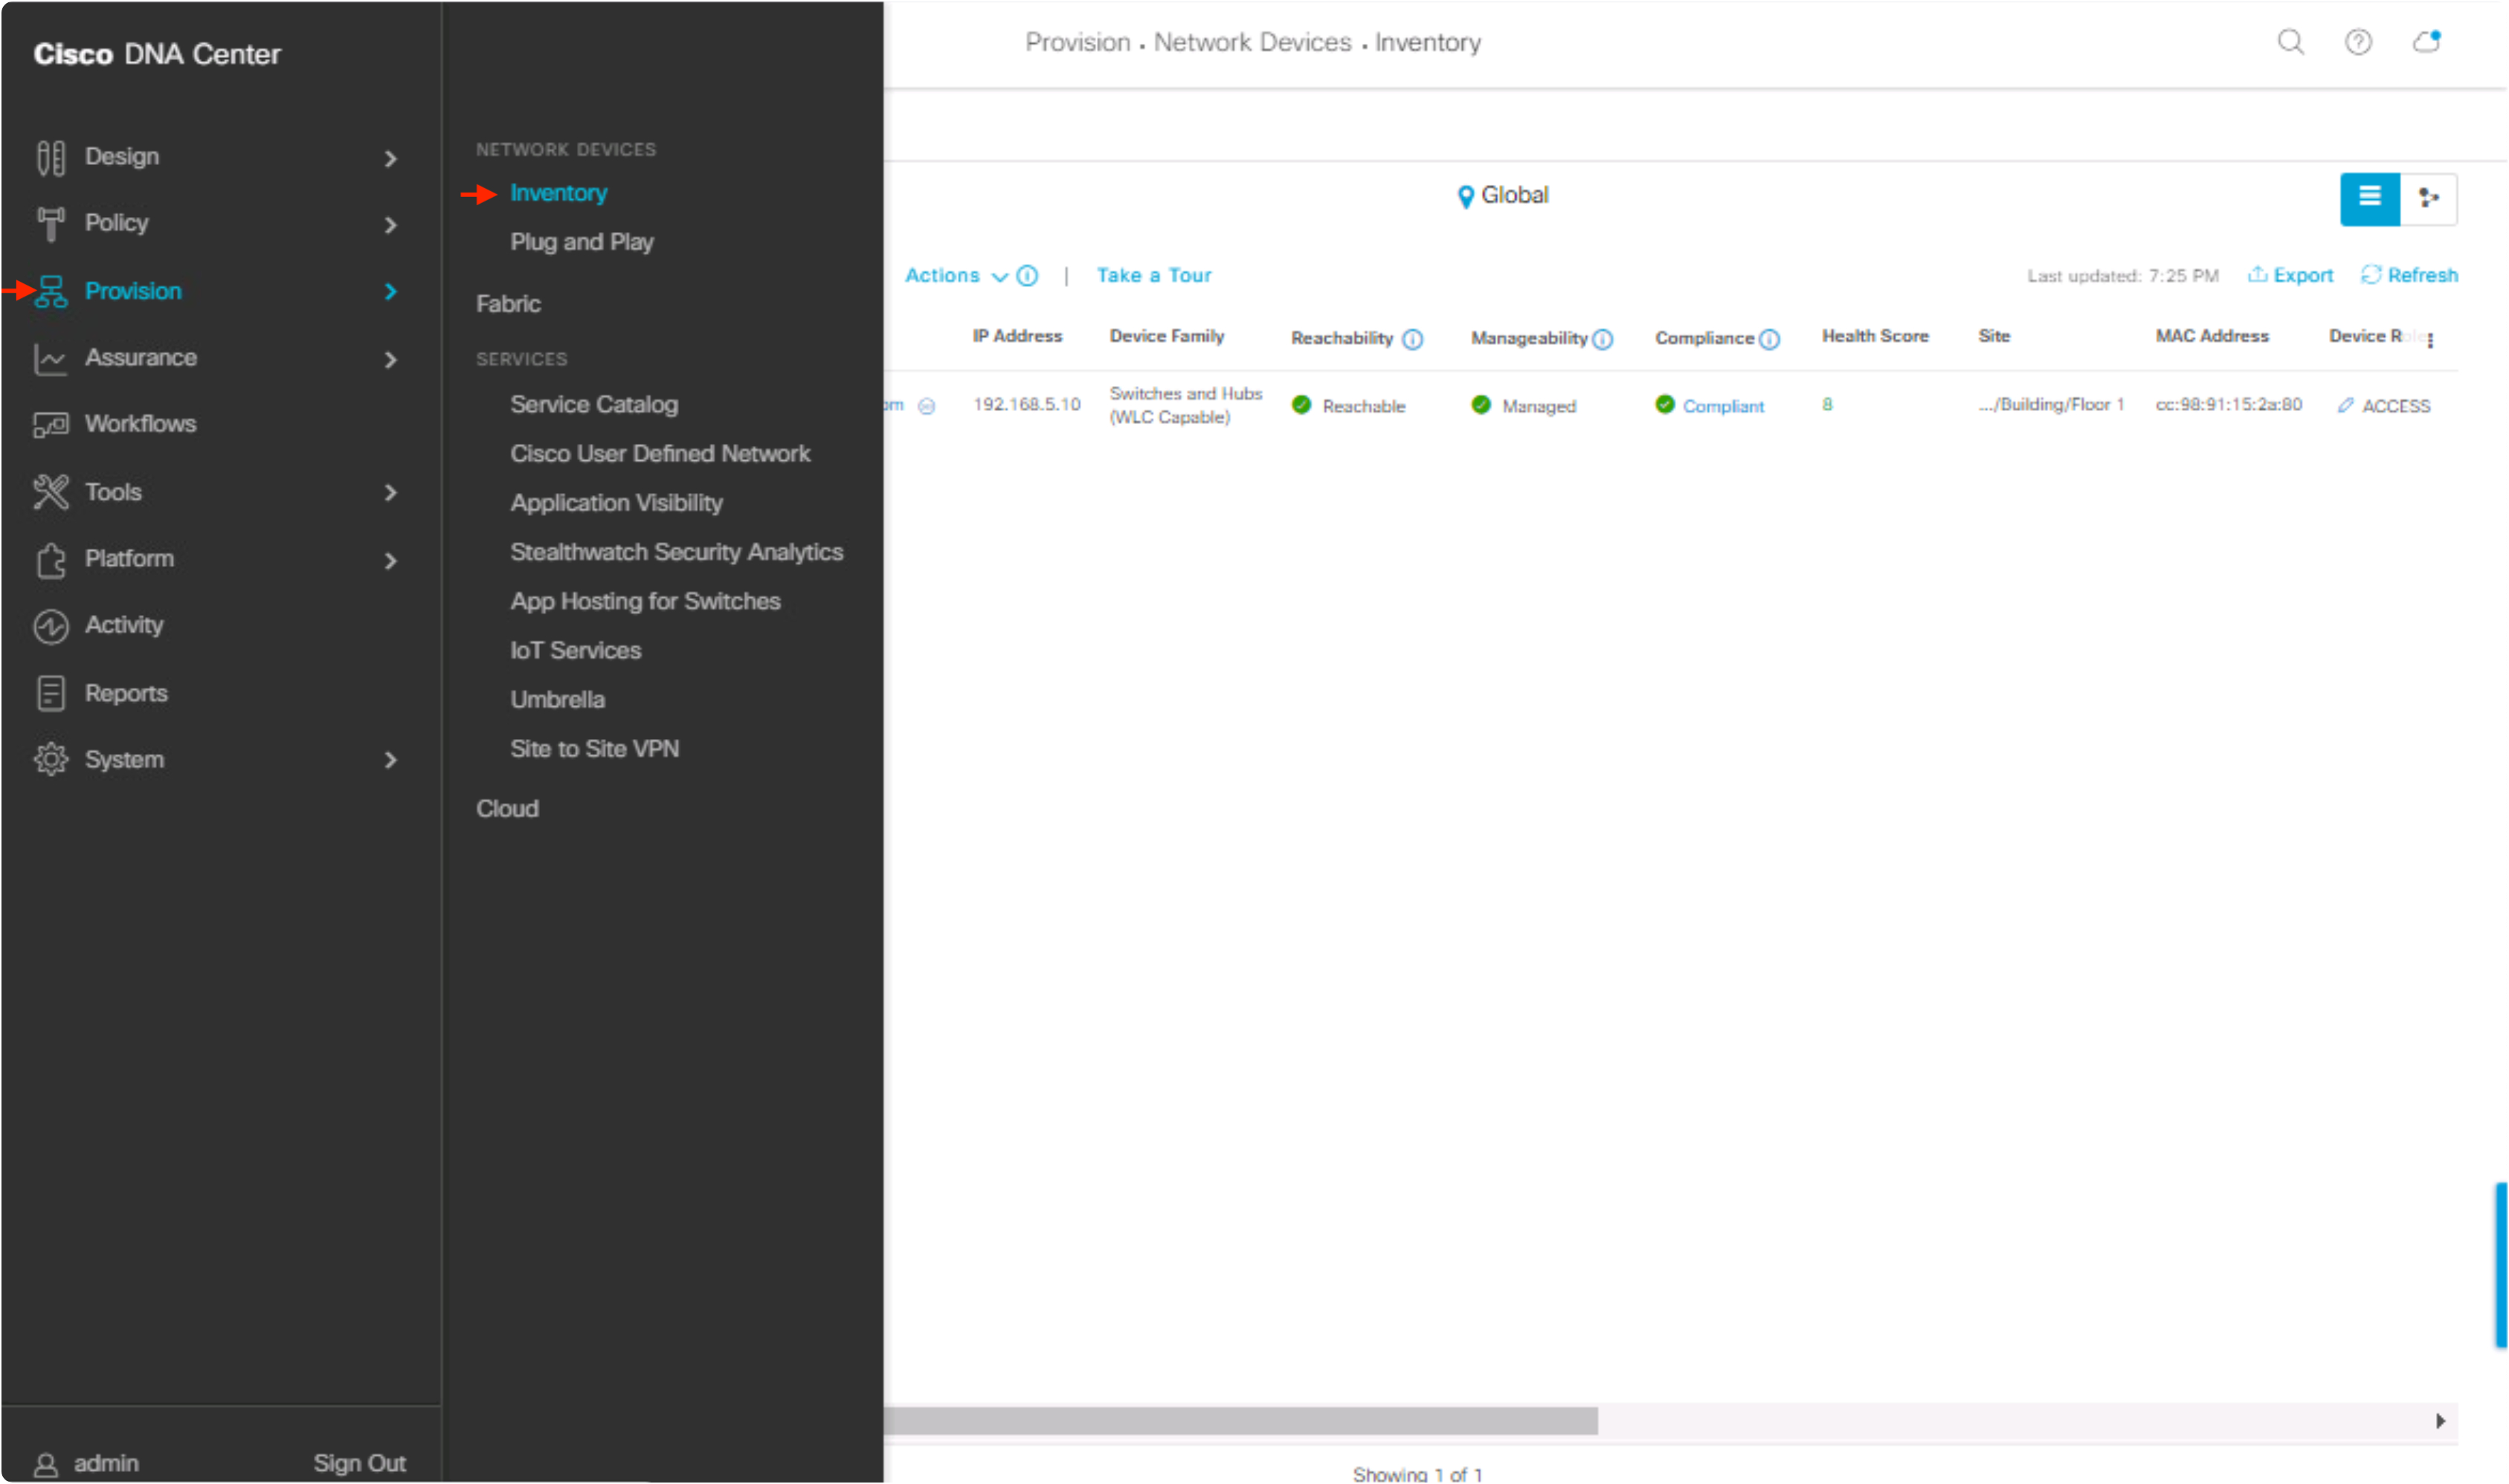 Cisco DNA Center
Design
Policy
Provision
Assurance
Workflows
Tools
Platform
Activity
Reports
System
admin
Sign Out
NETWORK DEVICES
Inventory
Plug and Play
Fabric
SERVICES
Service Catalog
Cisco User Defined Network
Application Visibility
Stealthwatch Security Analytics
App Hosting for Switches
IoT Services
Umbrella
Site to Site VPN
Cloud
Provision · Network Devices · Inventory
Global
Actions | Take a Tour Last updated: 7:25 PM Export Refresh
IP Address Device Family Reachability Manageability Compliance Health Score Site MAC Address Device Role
om 192.168.5.10 Switches and Hubs Reachable Managed Compliant 8 .../Building/Floor 1 cc:98:91:15:2a:80 ACCESS
(WLC Capable)
Showing 1 of 1